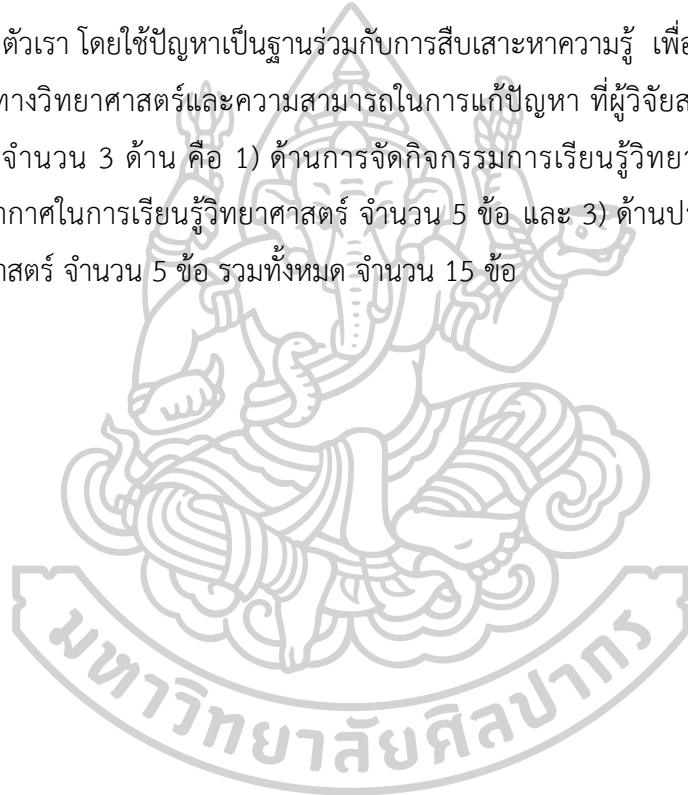 ตัวเรา โดยใช้ปัญหาเป็นฐานร่วมกับการสืบเสาะหาความรู้ เพื่อ
ทางวิทยาศาสตร์และความสามารถในการแก้ปัญหา ที่ผู้วิจัยส
จำนวน 3 ด้าน คือ 1) ด้านการจัดกิจกรรมการเรียนรู้วิทยา
ากาศในการเรียนรู้วิทยาศาสตร์ จำนวน 5 ข้อ และ 3) ด้านปร
าสตร์ จำนวน 5 ข้อ รวมทั้งหมด จำนวน 15 ข้อ
มหาวิทยาลัยศิลปากร